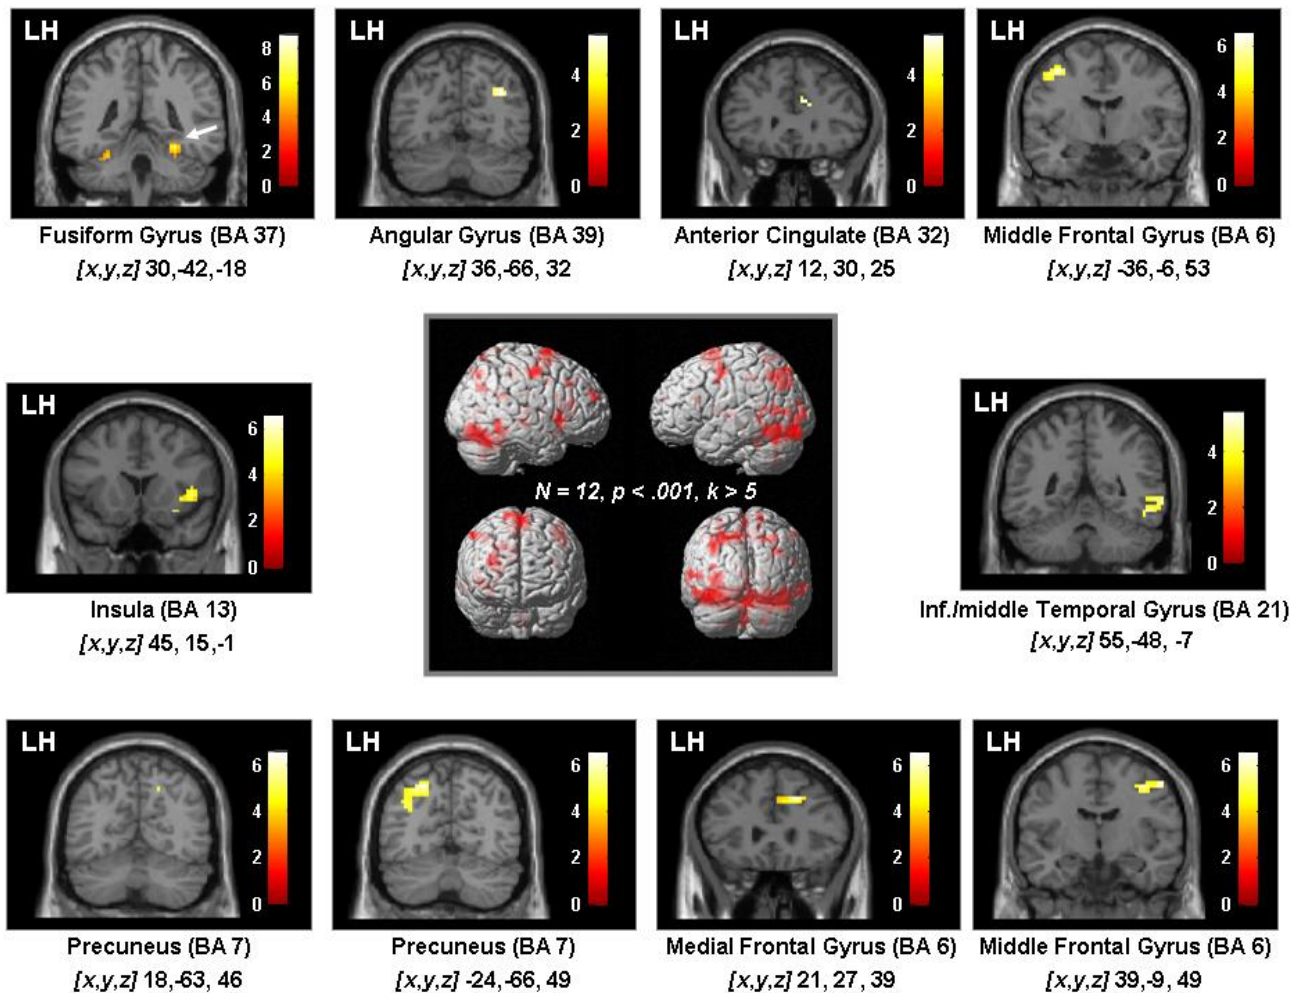 LH
8
6
4
2
0
Fusiform Gyrus (BA 37)
[x,y,z] 30,-42,-18
LH
4
2
0
Angular Gyrus (BA 39)
[x,y,z] 36,-66, 32
LH
4
2
0
Anterior Cingulate (BA 32)
[x,y,z] 12, 30, 25
LH
6
4
2
0
Middle Frontal Gyrus (BA 6)
[x,y,z] -36,-6, 53
LH
6
4
2
0
Insula (BA 13)
[x,y,z] 45, 15,-1
N = 12, p < .001, k > 5
LH
4
2
0
Inf./middle Temporal Gyrus (BA 21)
[x,y,z] 55,-48, -7
LH
6
4
2
0
Precuneus (BA 7)
[x,y,z] 18,-63, 46
LH
6
4
2
0
Precuneus (BA 7)
[x,y,z] -24,-66, 49
LH
6
4
2
0
Medial Frontal Gyrus (BA 6)
[x,y,z] 21, 27, 39
LH
6
4
2
0
Middle Frontal Gyrus (BA 6)
[x,y,z] 39,-9, 49